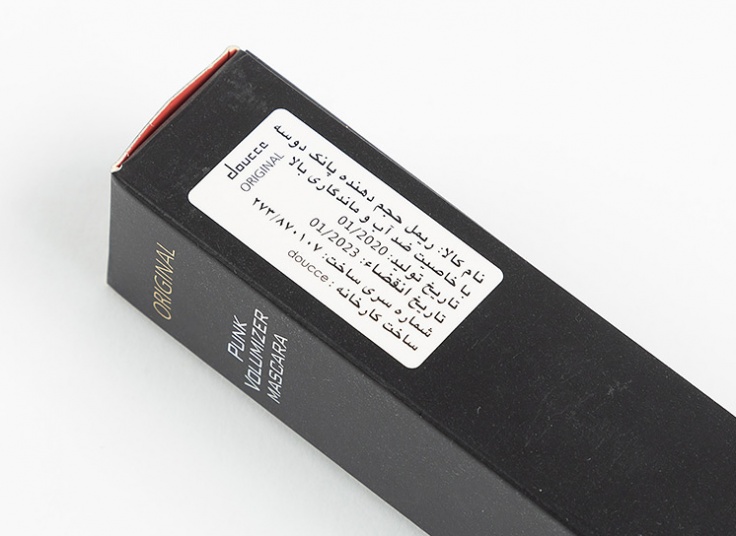 doucce
ORIGINAL
نام کالا: ریمل حجم دهنده پانک دوسه
با خاصیت ضد آب و ماندگاری بالا
تاریخ تولید: 01/2020
تاریخ انقضاء: 01/2023
شماره سری ساخت: ۲۷۳/۸۷۰۱۰۷
ساخت کارخانه: doucce
ORIGINAL
PUNK
VOLUMIZER
MASCARA